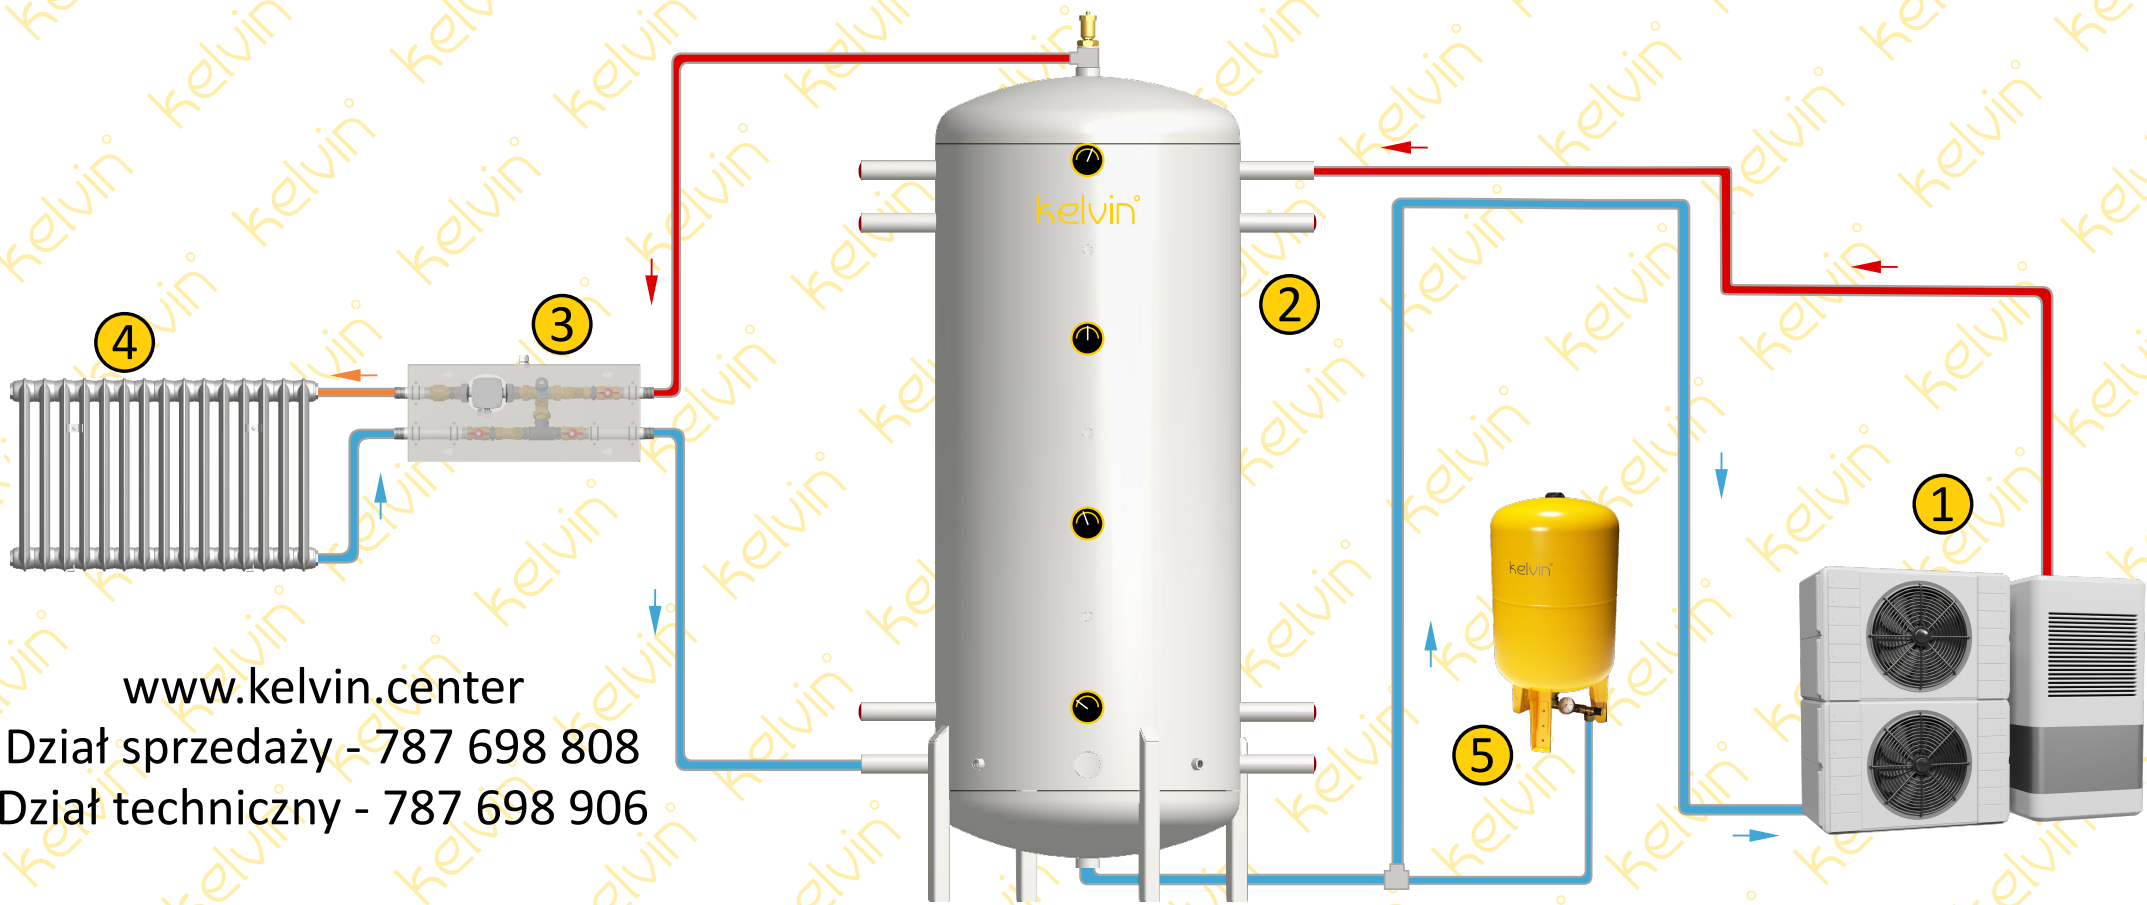 kelvin°
4
3
2
1
kelvin°
5
www.kelvin.center
Dział sprzedaży - 787 698 808
Dział techniczny - 787 698 906